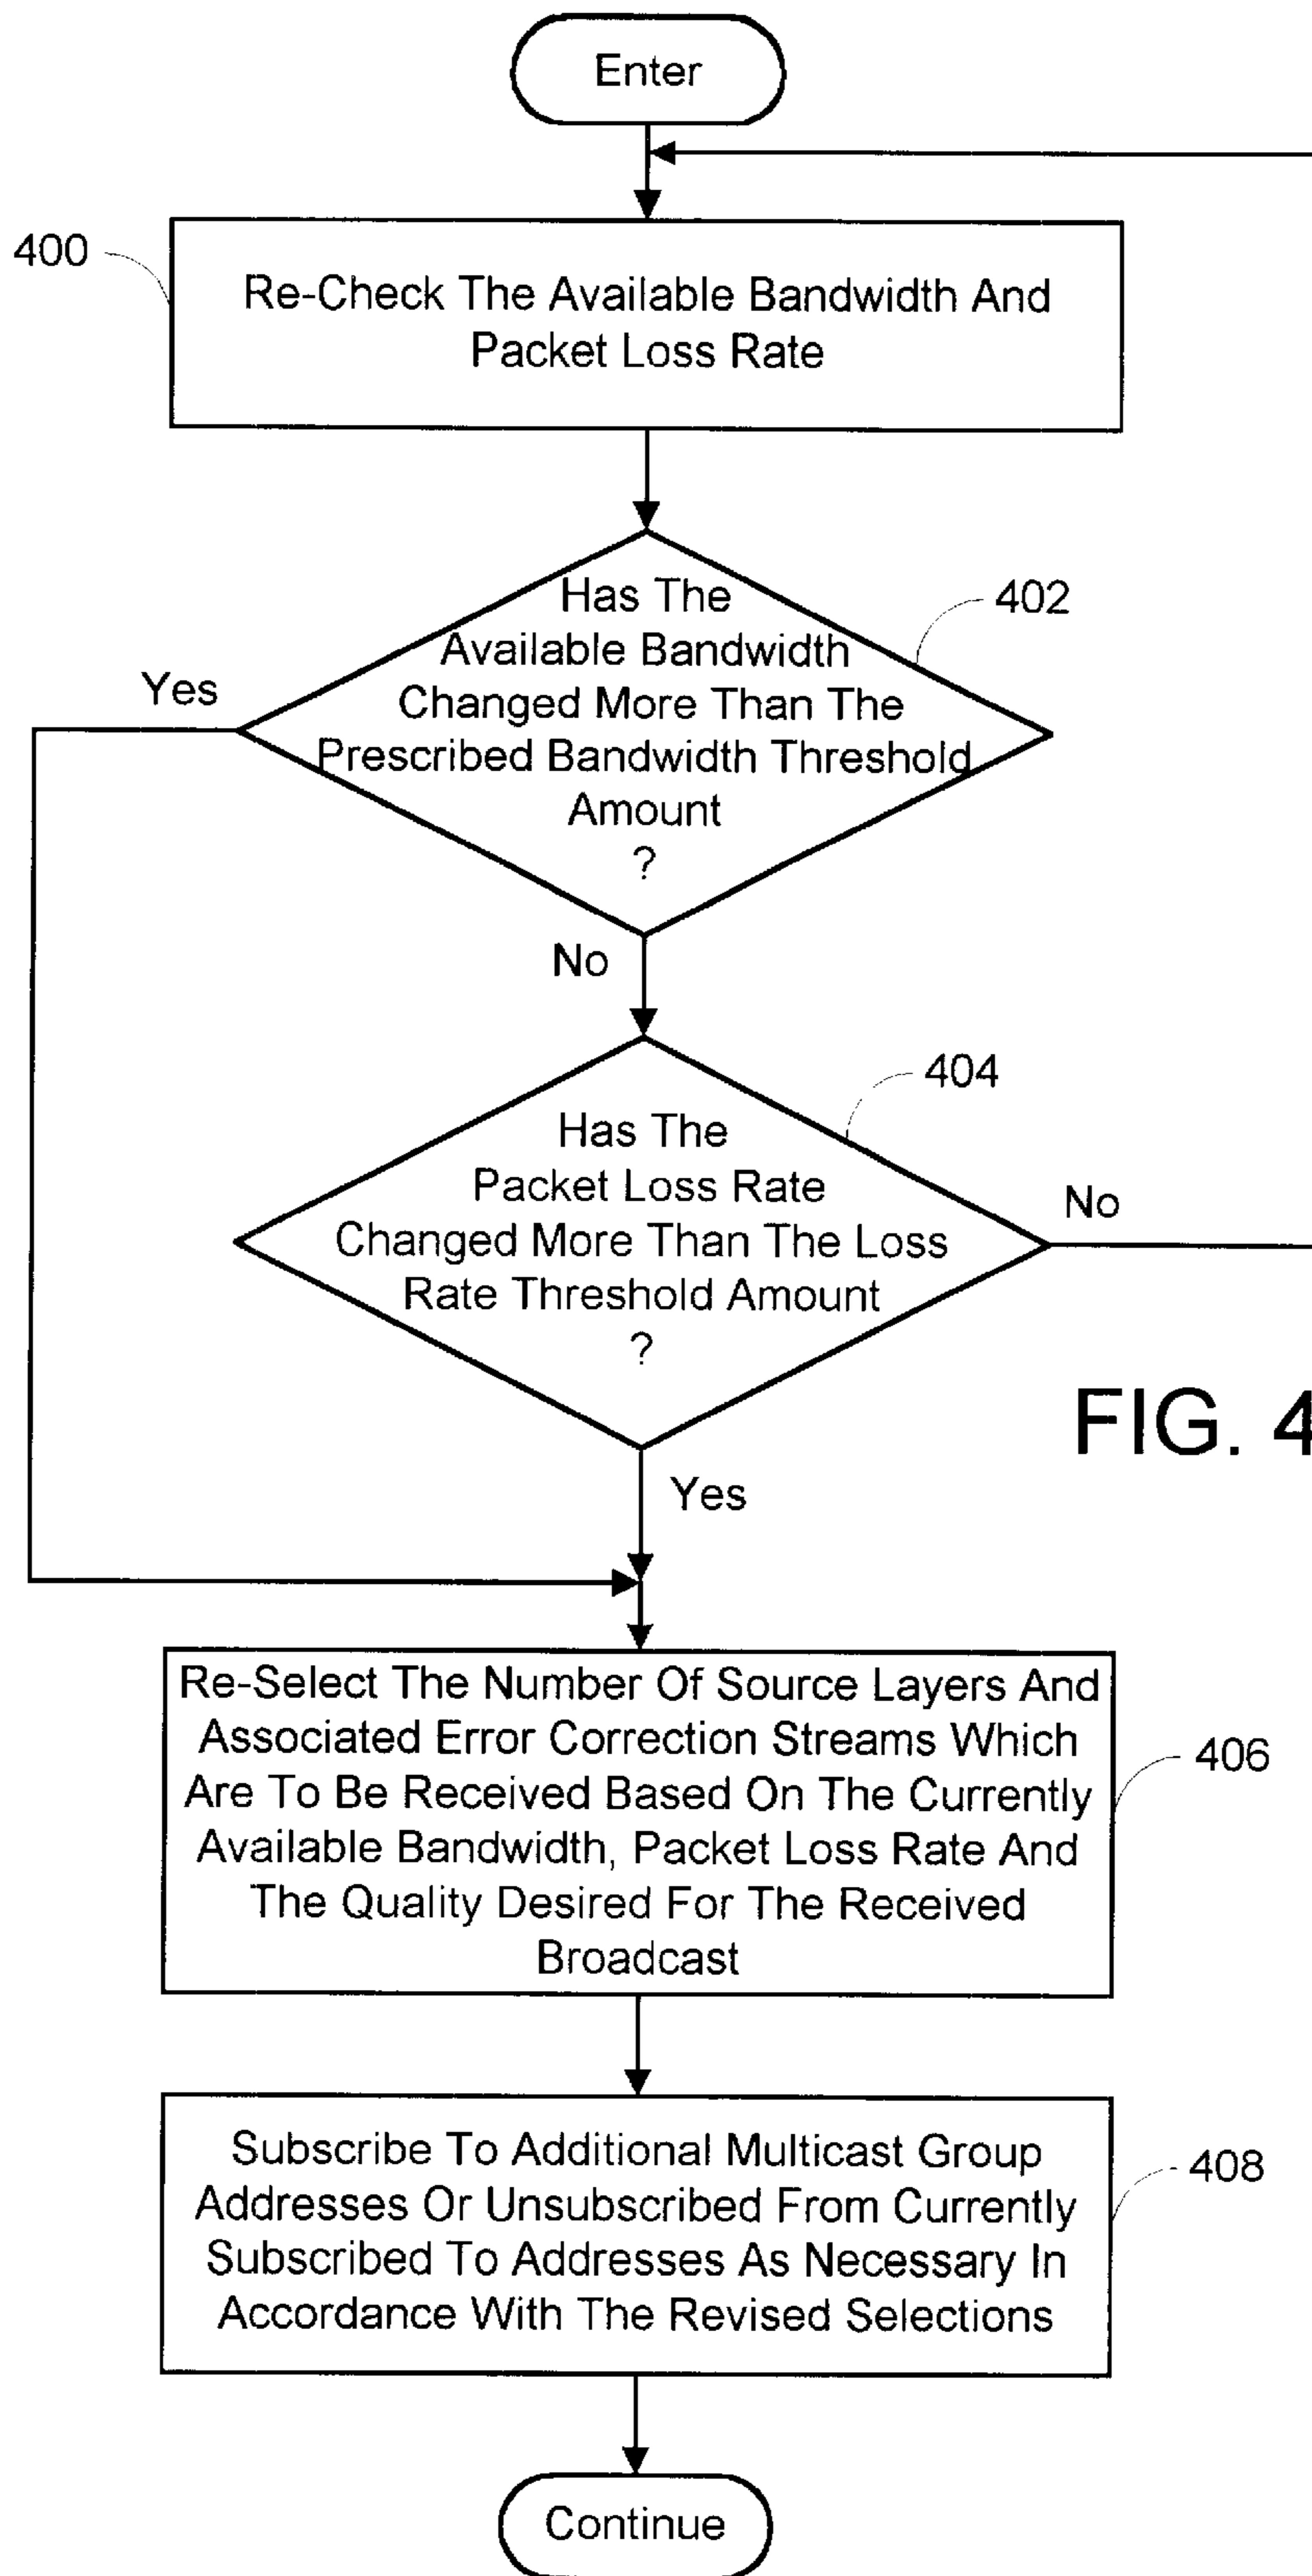 Enter
400
Re-Check The Available Bandwidth And
Packet Loss Rate
402
Has The
Available Bandwidth
Changed More Than The
Prescribed Bandwidth Threshold
Amount
?
Yes
No
404
Has The
Packet Loss Rate
Changed More Than The Loss
Rate Threshold Amount
?
No
FIG. 4
Yes
Re-Select The Number Of Source Layers And
Associated Error Correction Streams Which
Are To Be Received Based On The Currently
Available Bandwidth, Packet Loss Rate And
The Quality Desired For The Received
Broadcast
406
Subscribe To Additional Multicast Group
Addresses Or Unsubscribed From Currently
Subscribed To Addresses As Necessary In
Accordance With The Revised Selections
408
Continue